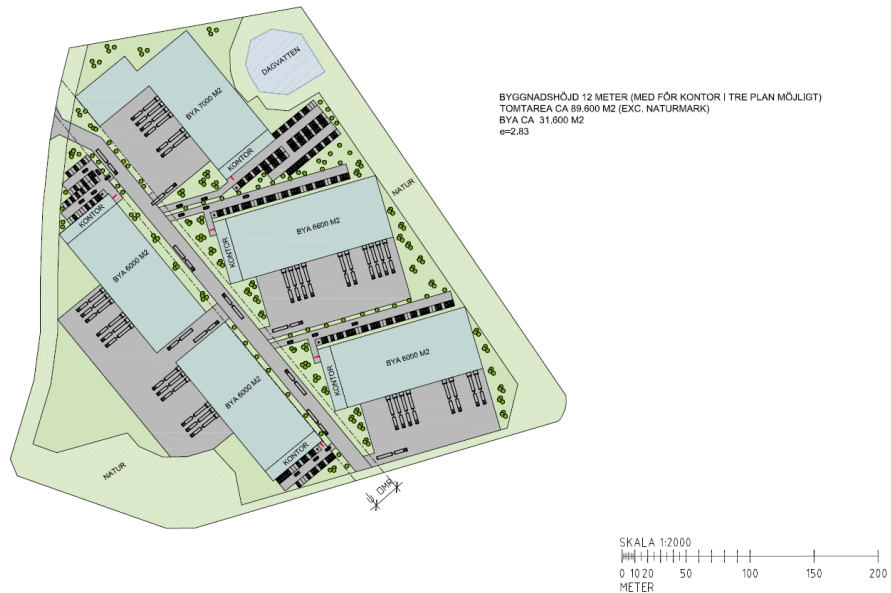 DAGVATTEN
BYGGNADSHÖJD 12 METER (MED FÖR KONTOR I TRE PLAN MÖJLIGT)
TOMTAREA CA 89.600 M2 (EXC. NATURMARK)
BYA CA 31.600 M2
e=2.83
BYA 7000 M2
KONTOR
NATUR
KONTOR
BYA 6600 M2
KONTOR
BYA 6000 M2
BYA 6000 M2
KONTOR
BYA 6000 M2
KONTOR
NATUR
SKALA 1:2000
0 10 20 50 100 150 200
METER